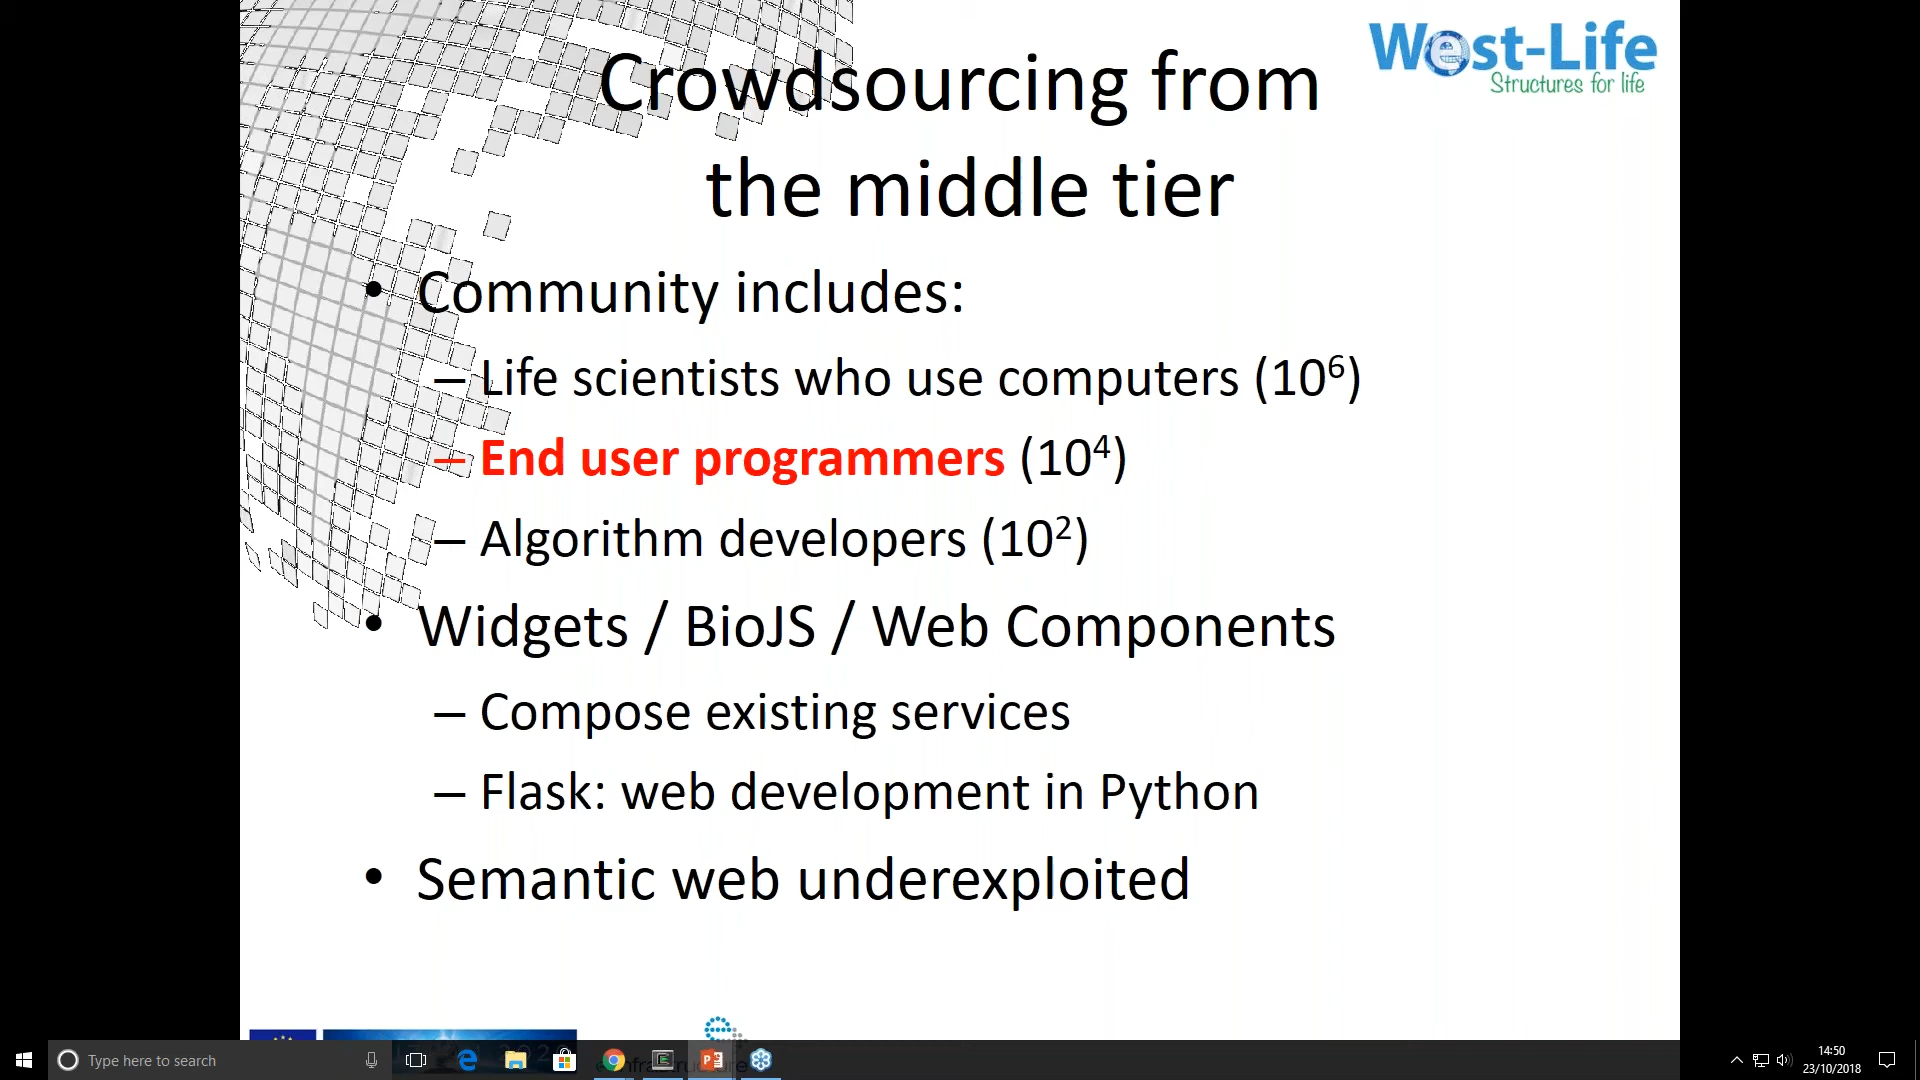 West-Life
Structures for life
Crowdsourcing from
the middle tier
• Community includes:
– Life scientists who use computers (10⁶)
– End user programmers (10⁴)
– Algorithm developers (10²)
• Widgets / BioJS / Web Components
– Compose existing services
– Flask: web development in Python
• Semantic web underexploited
Type here to search
14:50
23/10/2018